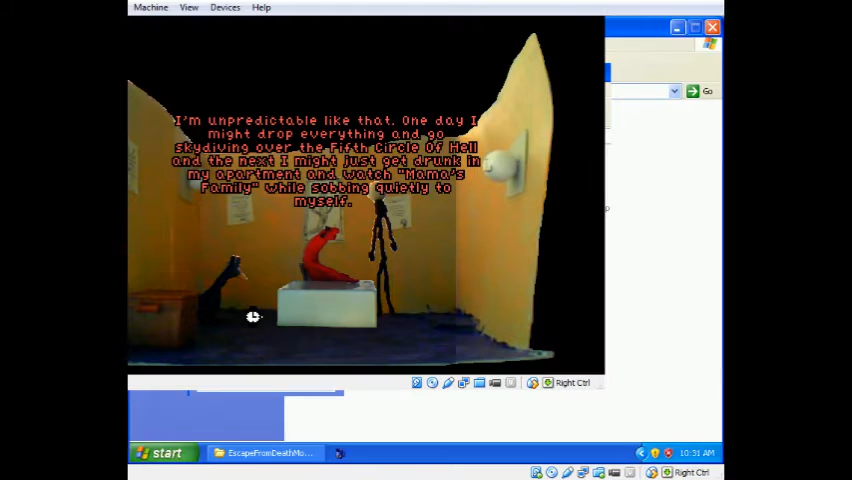 Machine View Devices Help
I'm unpredictable like that. One day I
might drop everything and go
skydiving over the Fifth Circle Of Hell
and the next I might just get drunk in
my apartment and watch "Mama's
Family" while sobbing quietly to
myself.
Go
p
Right Ctrl
start
EscapeFromDeathMo...
10:31 AM
Right Ctrl